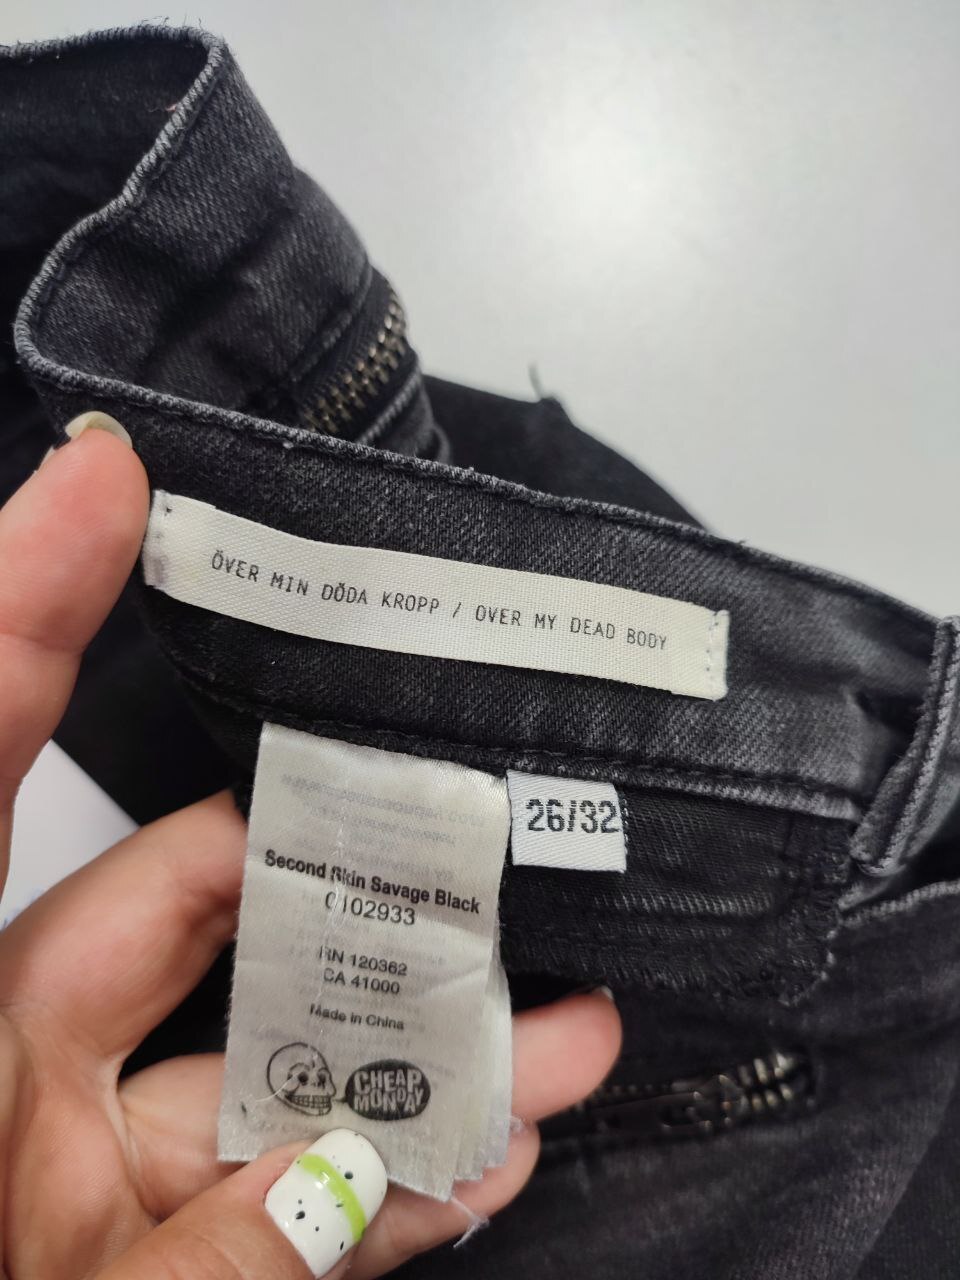 ÖVER MIN DÖDA KROPP / OVER MY DEAD BODY
26/32
Second Skin Savage Black
0102933
RN 120362
CA 41000
Made in China
CHEAP
MONDAY